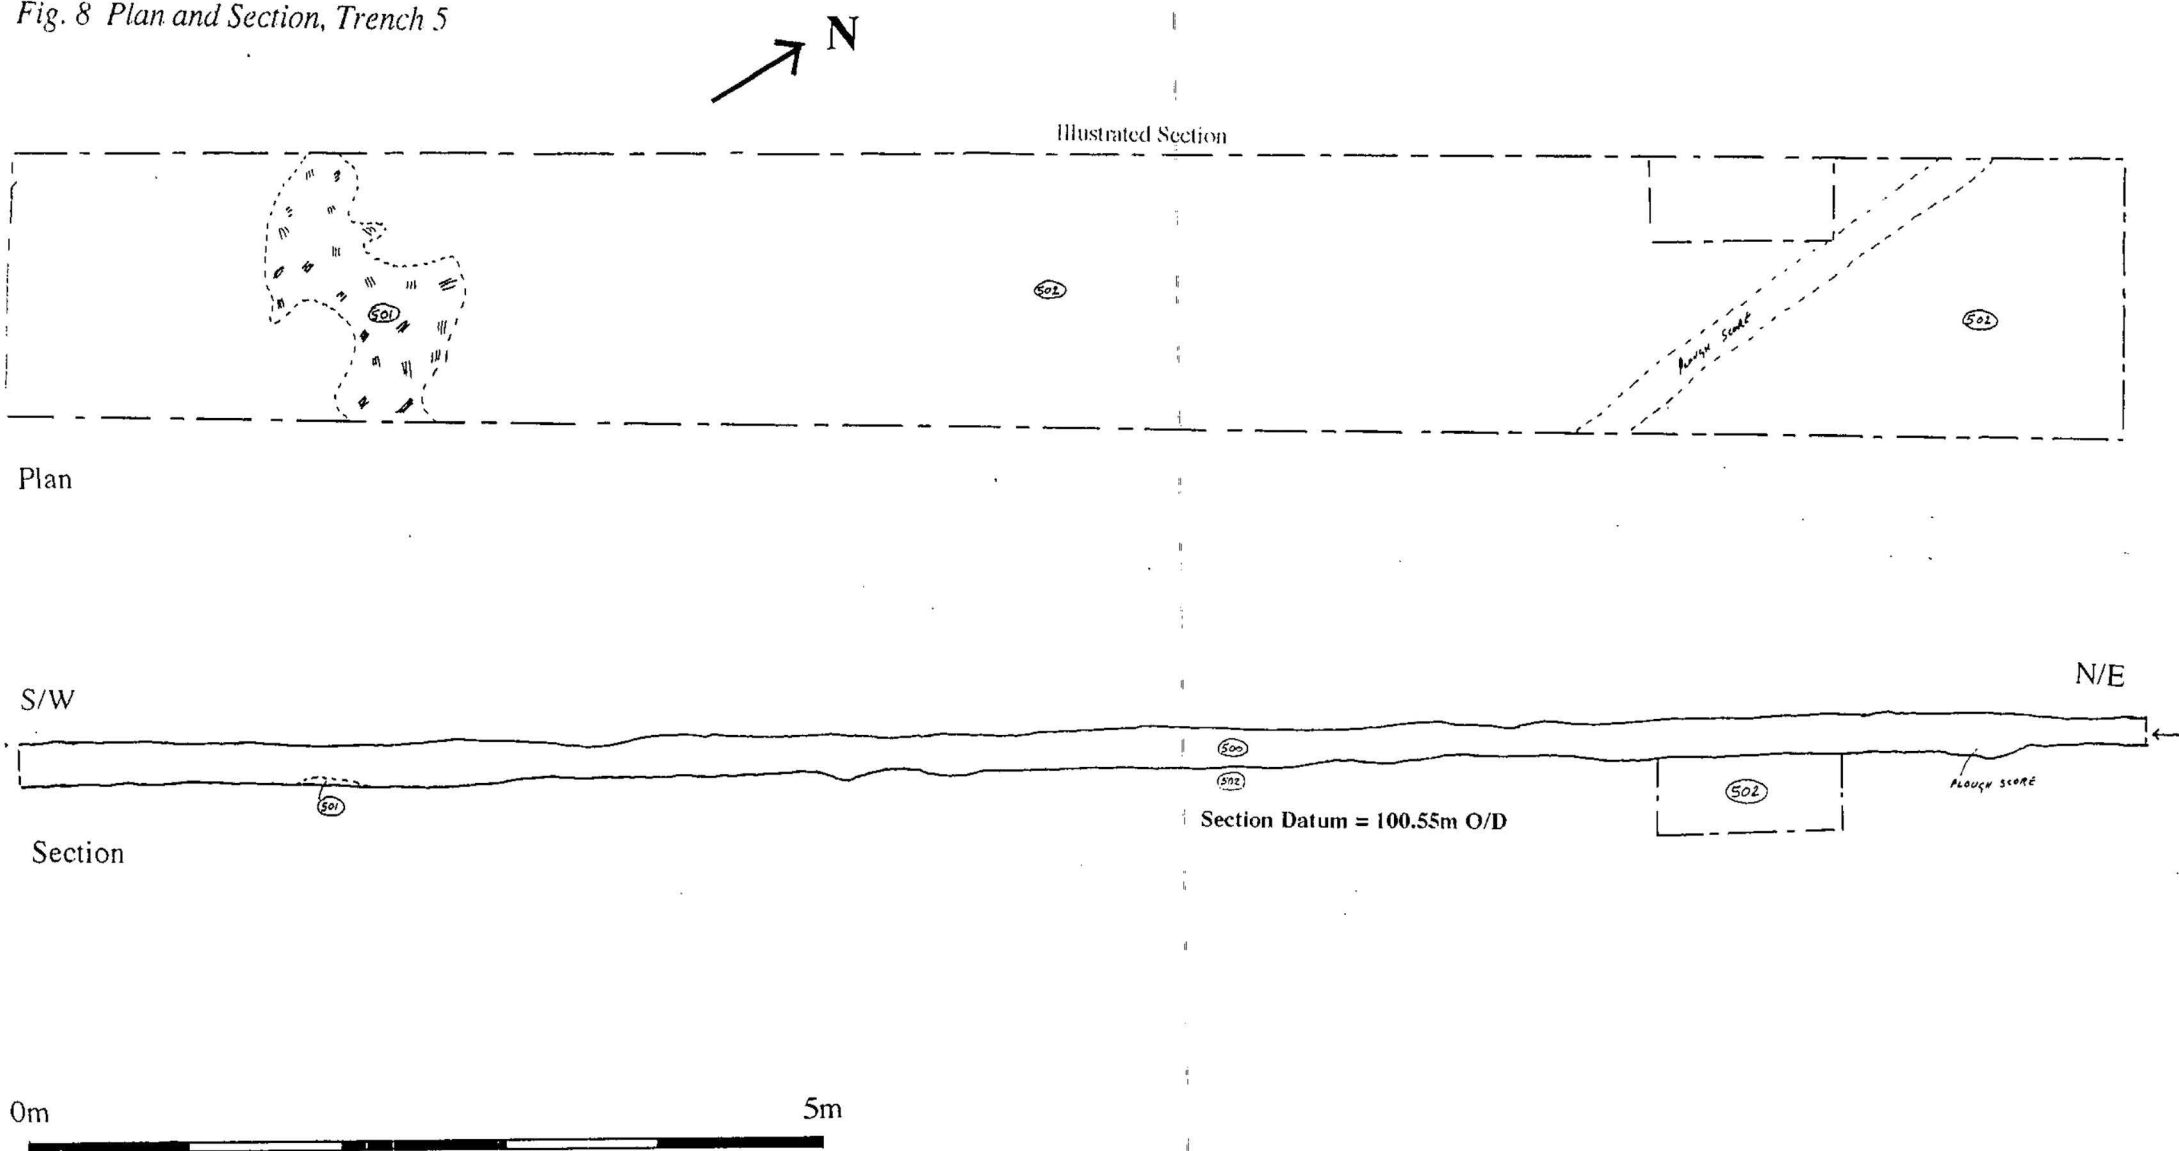 Fig. 8 Plan and Section, Trench 5
N
Illustrated Section
501
502
Plough Score
502
Plan
S/W
N/E
500
502
501
502
PLOUGH SCORE
Section Datum = 100.55m O/D
Section
0m 5m